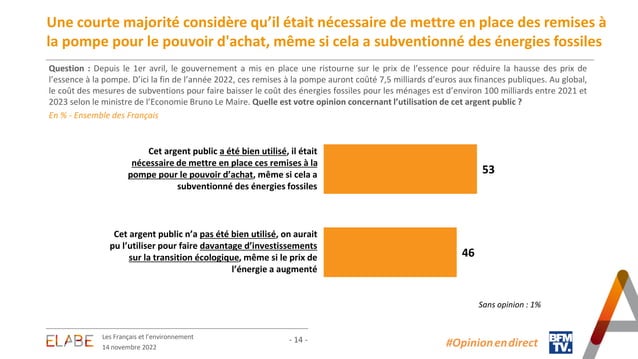 Une courte majorité considère qu’il était nécessaire de mettre en place des remises à
la pompe pour le pouvoir d'achat, même si cela a subventionné des énergies fossiles
Question : Depuis le 1er avril, le gouvernement a mis en place une ristourne sur le prix de l’essence pour réduire la hausse des prix de
l’essence à la pompe. D’ici la fin de l’année 2022, ces remises à la pompe auront coûté 7,5 milliards d’euros aux finances publiques. Au global,
le coût des mesures de subventions pour faire baisser le coût des énergies fossiles pour les ménages est d’environ 100 milliards entre 2021 et
2023 selon le ministre de l’Economie Bruno Le Maire. Quelle est votre opinion concernant l’utilisation de cet argent public ?
En % - Ensemble des Français
Cet argent public a été bien utilisé, il était
nécessaire de mettre en place ces remises à la
pompe pour le pouvoir d’achat, même si cela a
subventionné des énergies fossiles
53
Cet argent public n’a pas été bien utilisé, on aurait
pu l’utiliser pour faire davantage d’investissements
sur la transition écologique, même si le prix de
l’énergie a augmenté
46
Sans opinion : 1%
ELABE
Les Français et l’environnement
14 novembre 2022
- 14 -
#Opinionendirect
BFM
TV.